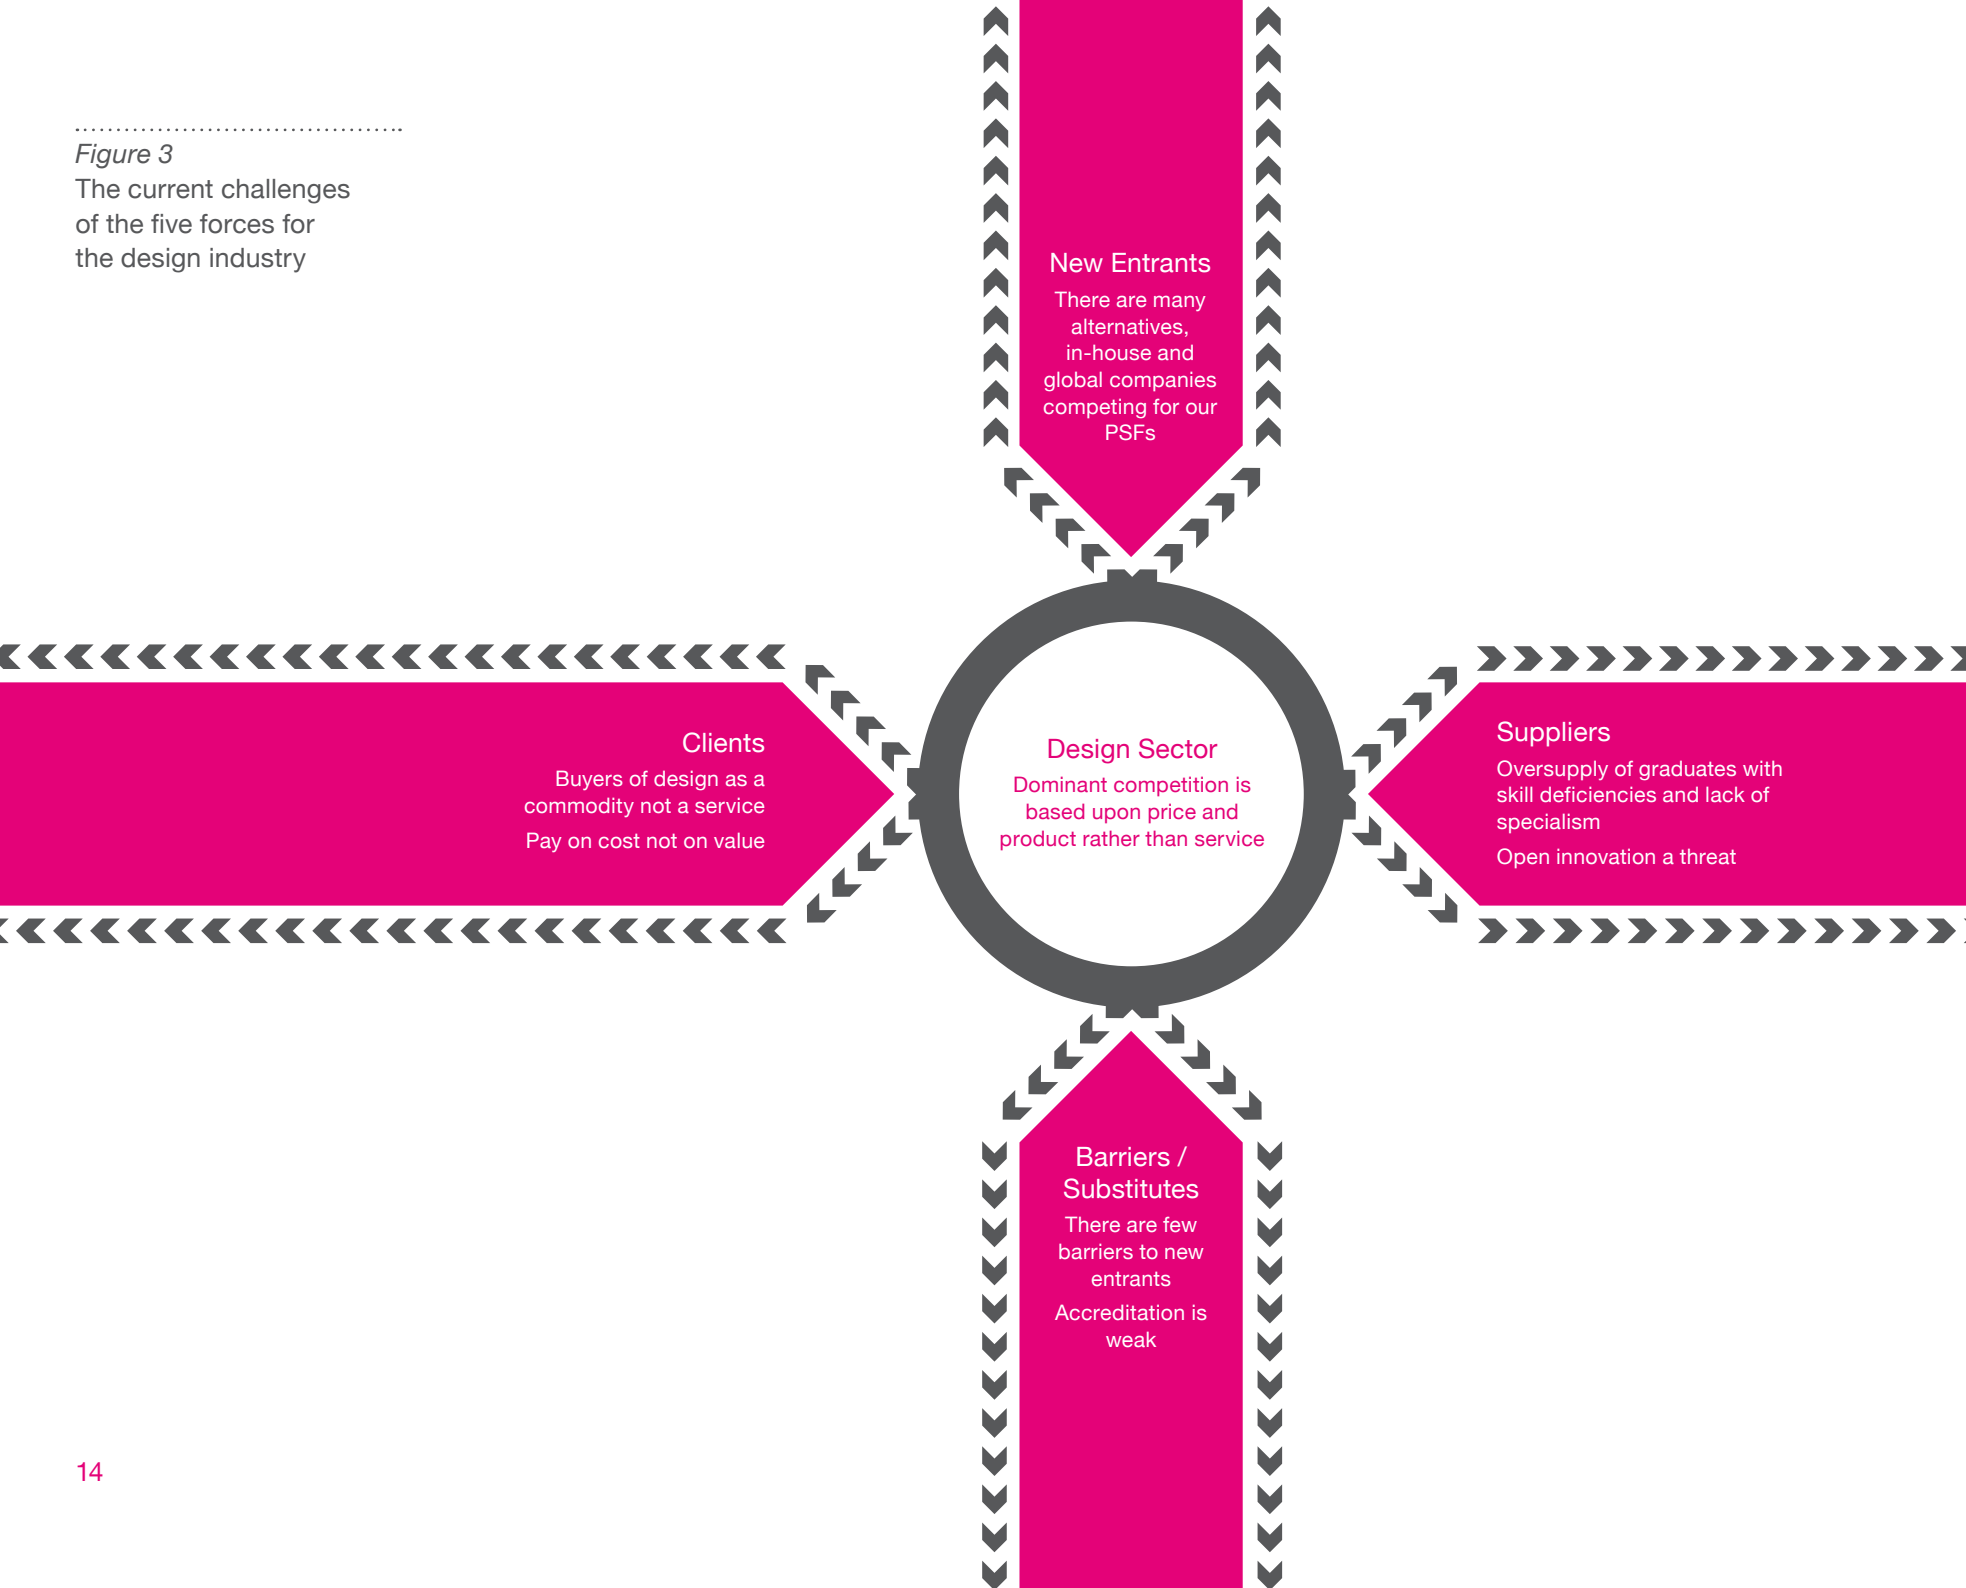 Figure 3
The current challenges
of the five forces for
the design industry
New Entrants
There are many
alternatives,
in-house and
global companies
competing for our
PSFs
Clients
Buyers of design as a
commodity not a service
Pay on cost not on value
Design Sector
Dominant competition is
based upon price and
product rather than service
Suppliers
Oversupply of graduates with
skill deficiencies and lack of
specialism
Open innovation a threat
Barriers /
Substitutes
There are few
barriers to new
entrants
Accreditation is
weak
14